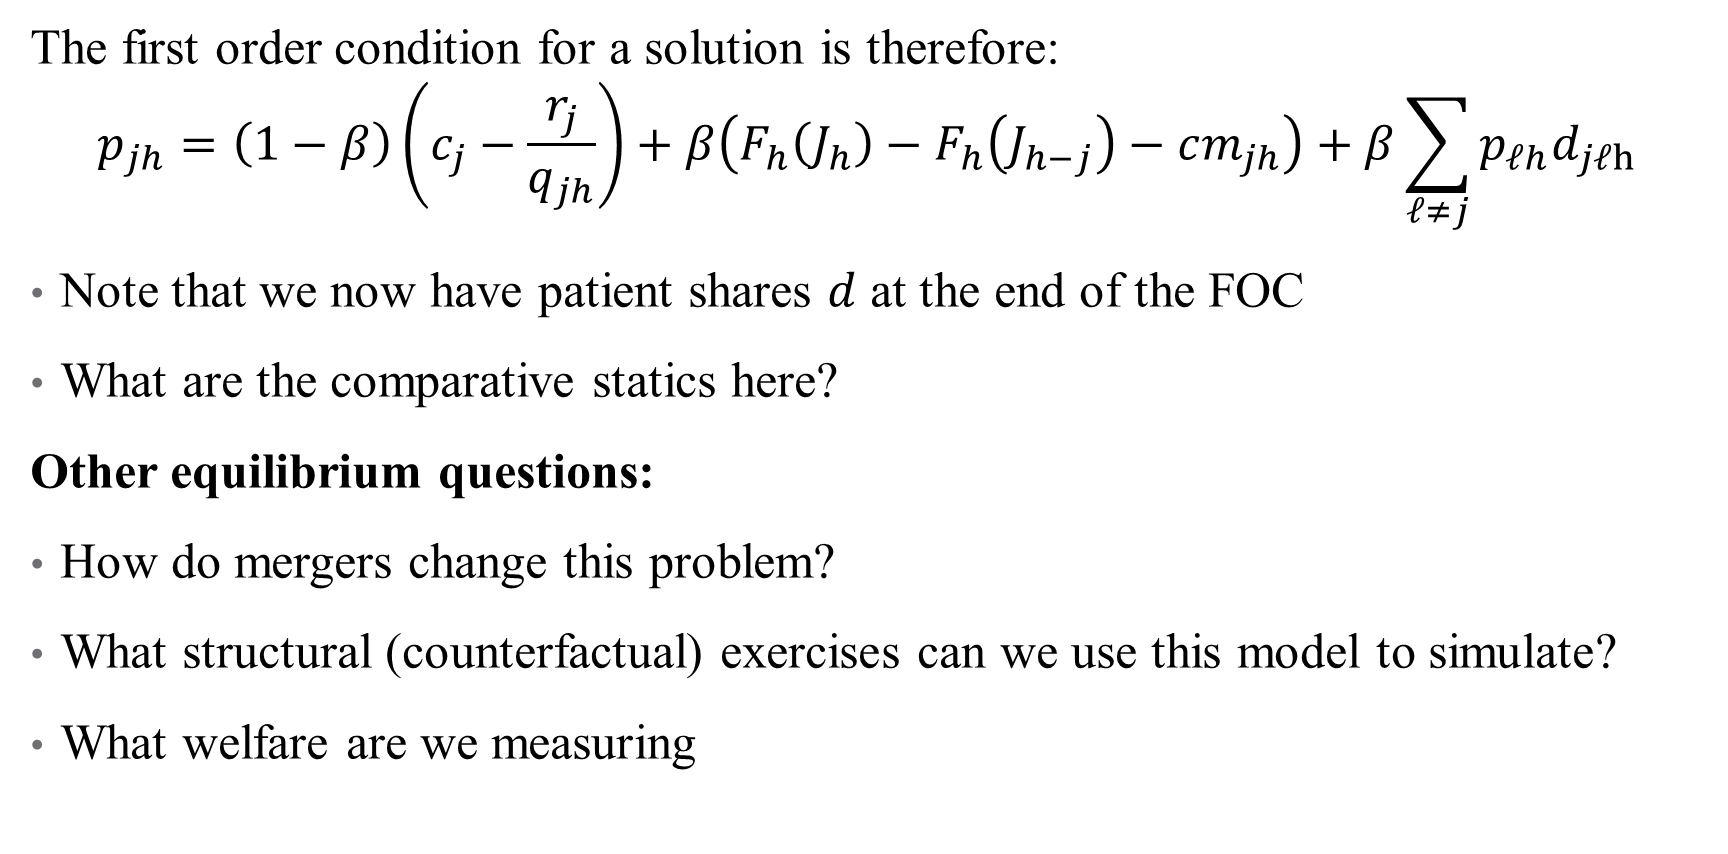 The first order condition for a solution is therefore:
𝑝_{𝑗ℎ} = (1 − 𝛽)(𝑐_𝑗 − 𝑟_𝑗/𝑞_{𝑗ℎ}) + 𝛽(𝐹_ℎ(𝐽_ℎ) − 𝐹_ℎ(𝐽_{ℎ−𝑗}) − 𝑐𝑚_{𝑗ℎ}) + 𝛽 ∑_{ℓ≠𝑗} 𝑝_{ℓℎ}𝑑_{𝑗ℓh}
• Note that we now have patient shares 𝑑 at the end of the FOC
• What are the comparative statics here?
Other equilibrium questions:
• How do mergers change this problem?
• What structural (counterfactual) exercises can we use this model to simulate?
• What welfare are we measuring